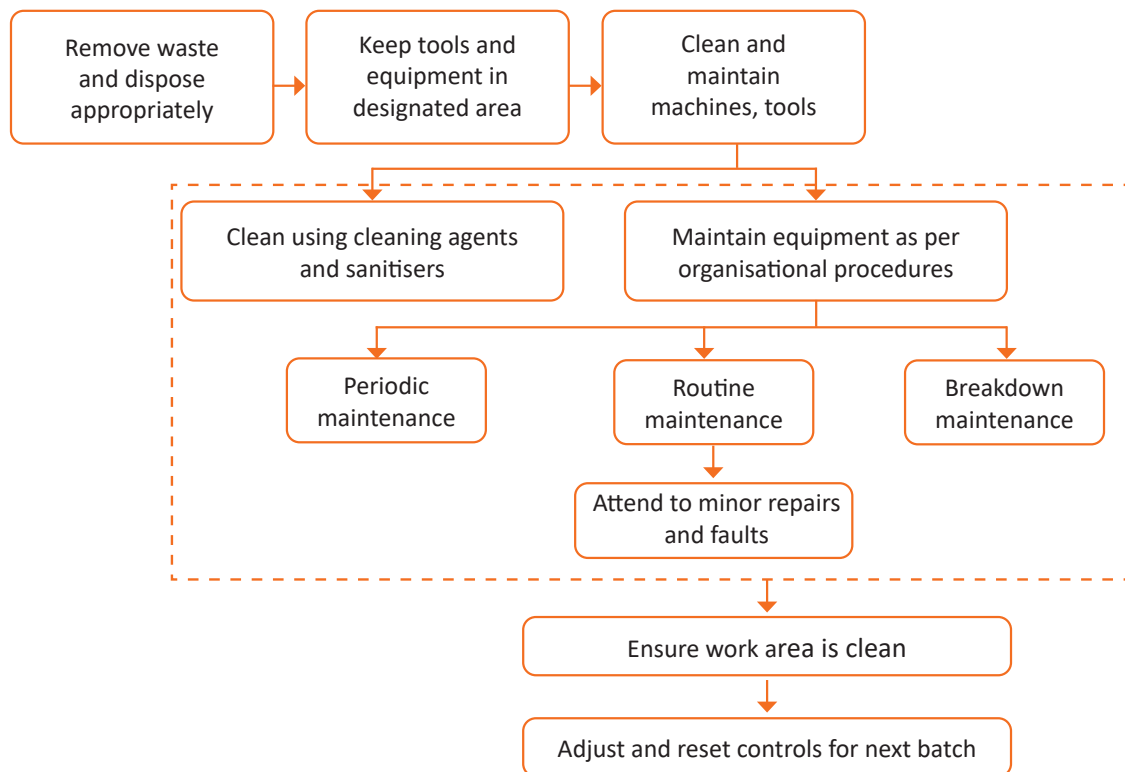 Remove waste
and dispose
appropriately
Keep tools and
equipment in
designated area
Clean and
maintain
machines, tools
Clean using cleaning agents
and sanitisers
Maintain equipment as per
organisational procedures
Periodic
maintenance
Routine
maintenance
Breakdown
maintenance
Attend to minor repairs
and faults
Ensure work area is clean
Adjust and reset controls for next batch